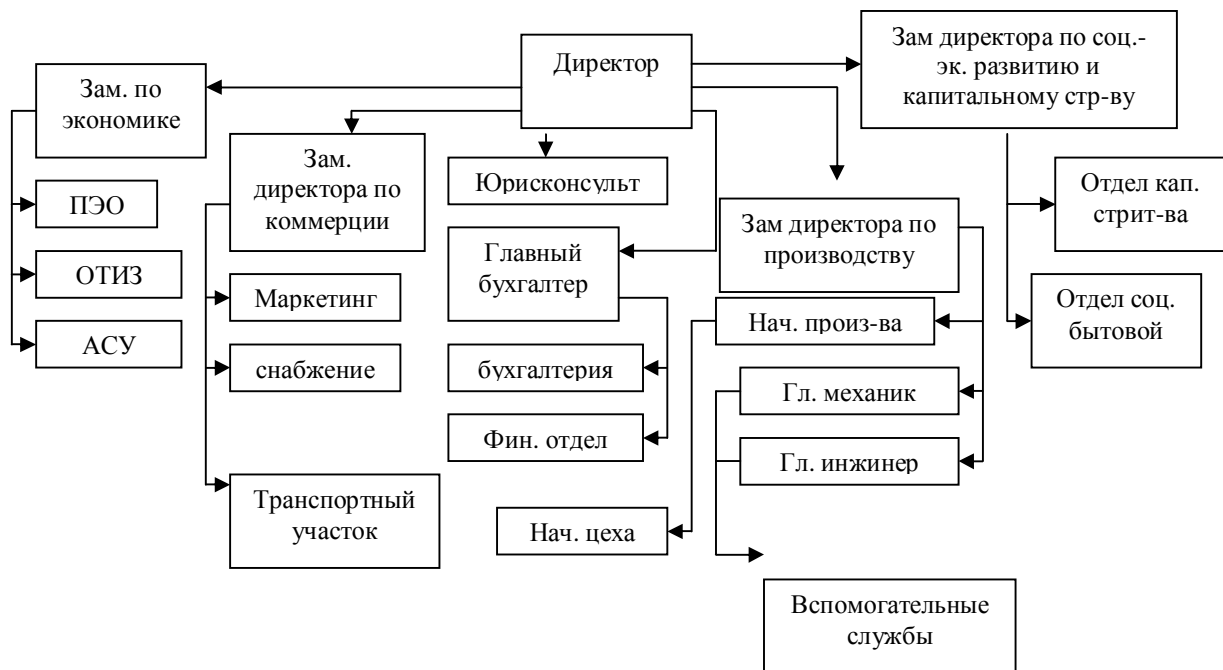 Директор
Зам директора по соц.-
эк. развитию и
капитальному стр-ву
Зам. по
экономике
Зам.
директора по
коммерции
Юрисконсульт
Отдел кап.
стрит-ва
ПЭО
Зам директора по
производству
Главный
бухгалтер
ОТИЗ
Маркетинг
Нач. произ-ва
Отдел соц.
бытовой
АСУ
снабжение
бухгалтерия
Гл. механик
Фин. отдел
Гл. инжинер
Транспортный
участок
Нач. цеха
Вспомогательные
службы